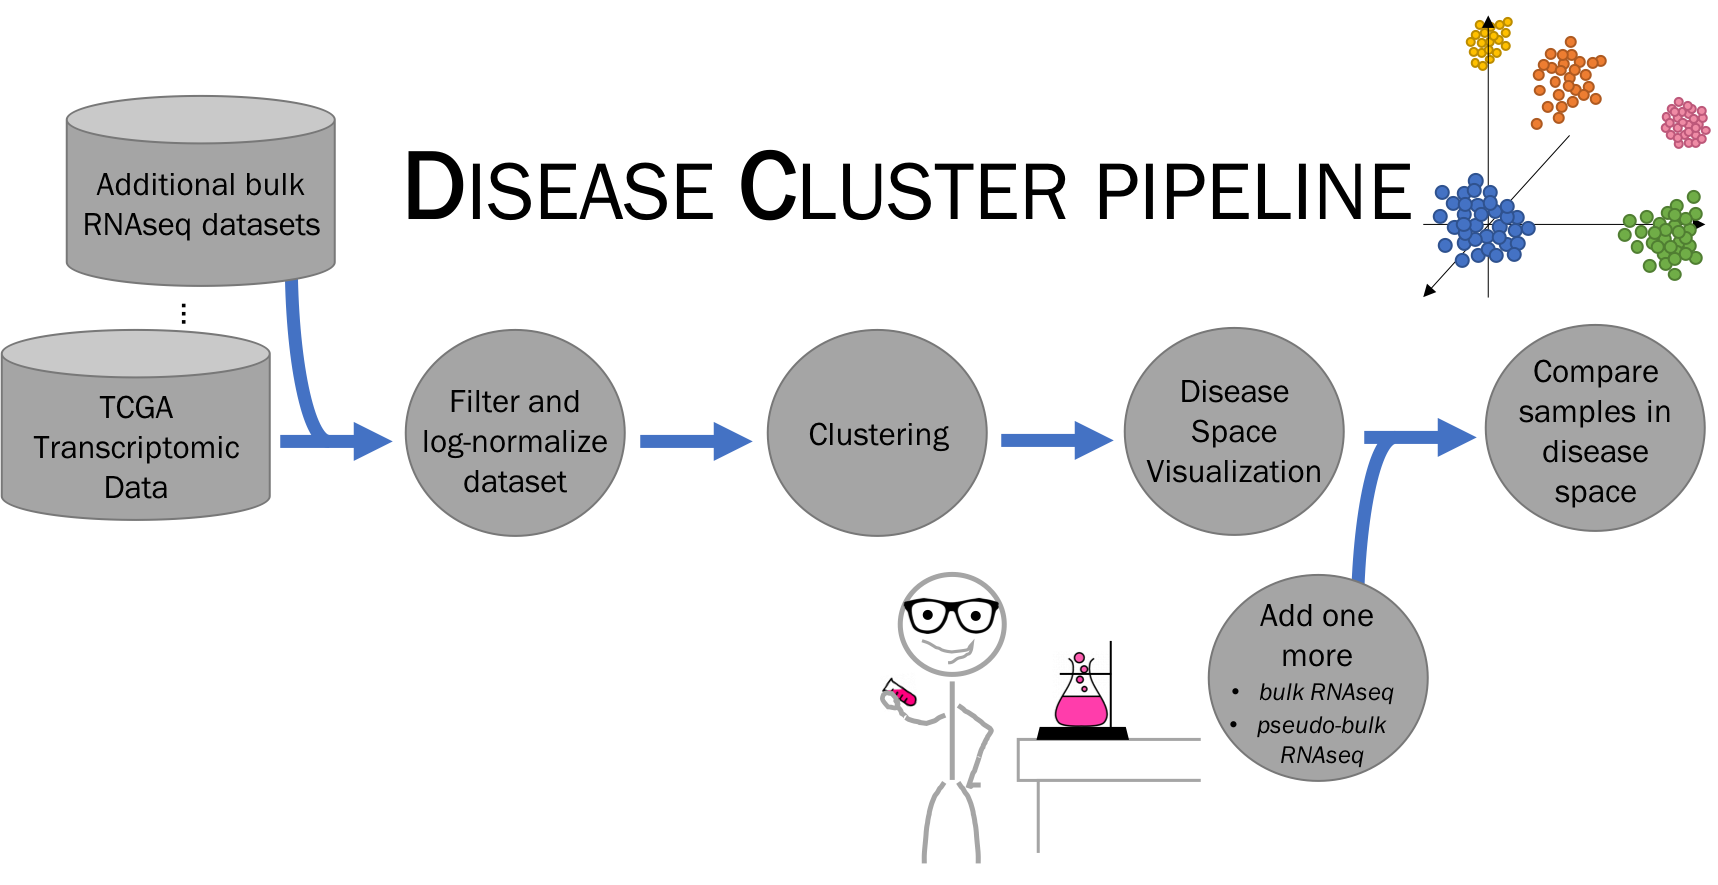 DISEASE CLUSTER PIPELINE
Additional bulk
RNAseq datasets
...
TCGA
Transcriptomic
Data
Filter and
log-normalize
dataset
Clustering
Disease
Space
Visualization
Compare
samples in
disease
space
Add one
more
• bulk RNAseq
• pseudo-bulk
RNAseq